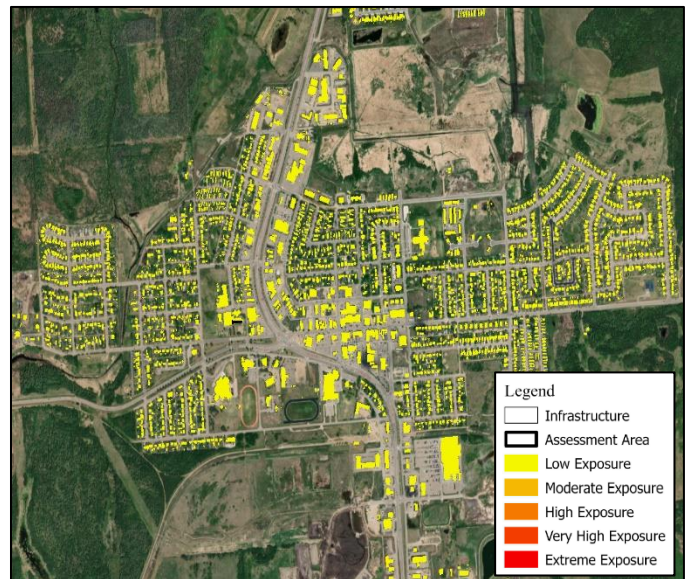 Legend
Infrastructure
Assessment Area
Low Exposure
Moderate Exposure
High Exposure
Very High Exposure
Extreme Exposure